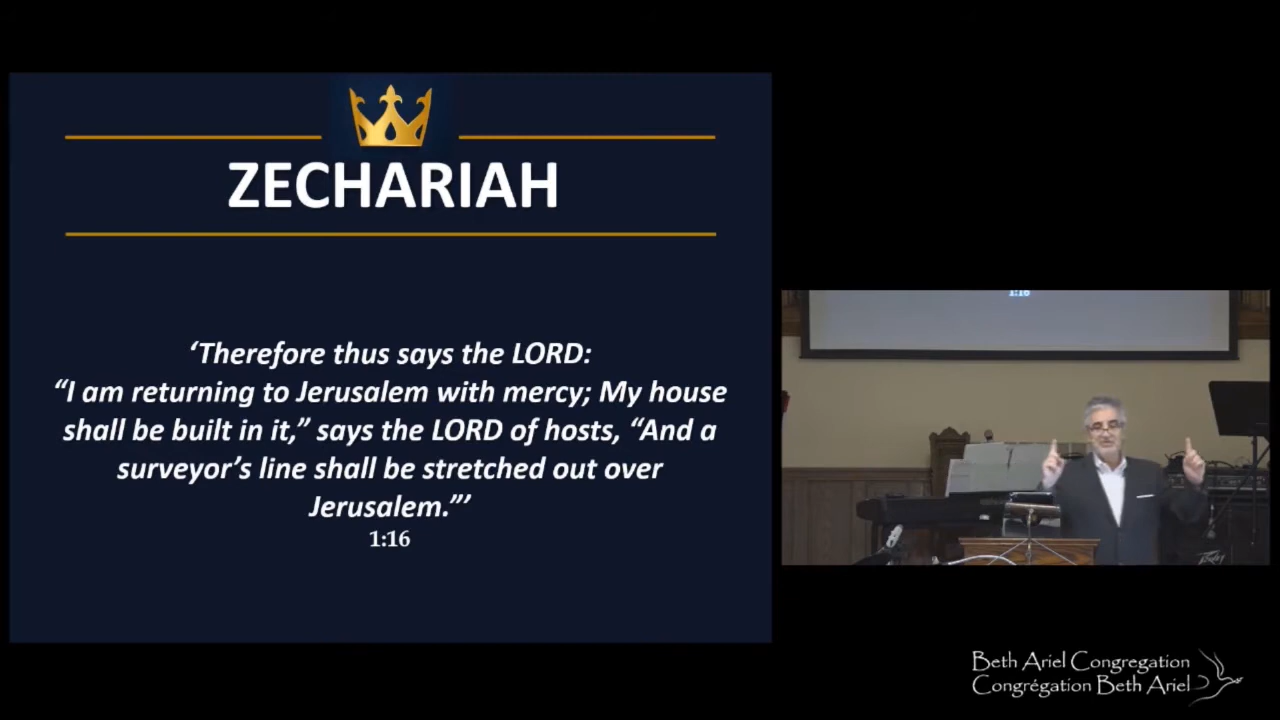 ZECHARIAH
‘Therefore thus says the LORD:
“I am returning to Jerusalem with mercy; My house
shall be built in it,” says the LORD of hosts, “And a
surveyor’s line shall be stretched out over
Jerusalem.”’
1:16
1:16
Peavey
Beth Ariel Congregation
Congrégation Beth Ariel